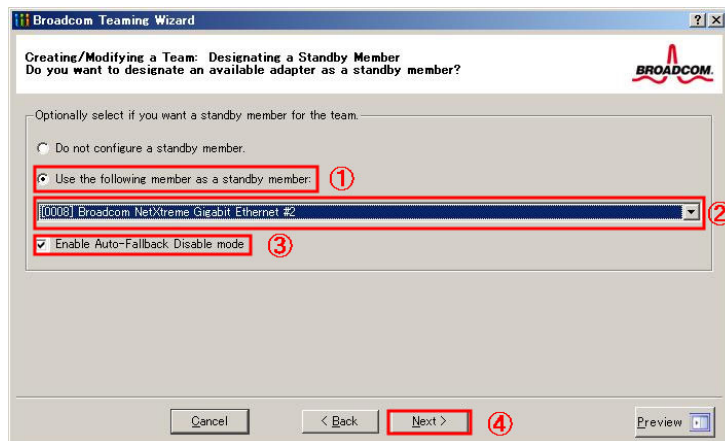 Broadcom Teaming Wizard
Creating/Modifying a Team: Designating a Standby Member
Do you want to designate an available adapter as a standby member?
BROADCOM.
Optionally select if you want a standby member for the team.
Do not configure a standby member.
Use the following member as a standby member: ①
[[0008] Broadcom NetXtreme Gigabit Ethernet #2 ②
Enable Auto-Fallback Disable mode ③
Cancel < Back Next > ④ Preview